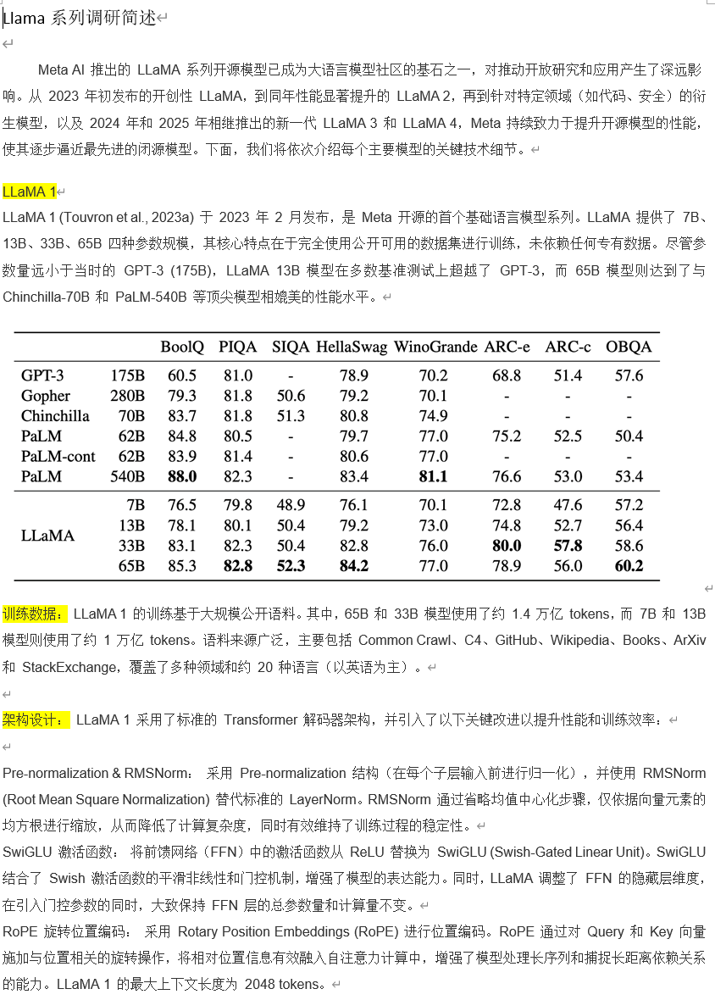 Llama 系列调研简述
Meta AI 推出的 LLaMA 系列开源模型已成为大语言模型社区的基石之一，对推动开放研究和应用产生了深远影
响。从 2023 年初发布的开创性 LLaMA，到同年性能显著提升的 LLaMA 2，再到针对特定领域（如代码、安全）的衍
生模型，以及 2024 年和 2025 年相继推出的新一代 LLaMA 3 和 LLaMA 4，Meta 持续致力于提升开源模型的性能，
使其逐步逼近最先进的闭源模型。下面，我们将依次介绍每个主要模型的关键技术细节。
LLaMA 1
LLaMA 1 (Touvron et al., 2023a) 于 2023 年 2 月发布，是 Meta 开源的首个基础语言模型系列。LLaMA 提供了 7B、
13B、33B、65B 四种参数规模，其核心特点在于完全使用公开可用的数据集进行训练，未依赖任何专有数据。尽管参
数量远小于当时的 GPT-3 (175B)，LLaMA 13B 模型在多数基准测试上超越了 GPT-3，而 65B 模型则达到了与
Chinchilla-70B 和 PaLM-540B 等顶尖模型相媲美的性能水平。
BoolQ PIQA SIQA HellaSwag WinoGrande ARC-e ARC-c OBQA
GPT-3 175B 60.5 81.0 - 78.9 70.2 68.8 51.4 57.6
Gopher 280B 79.3 81.8 50.6 79.2 70.1 - - -
Chinchilla 70B 83.7 81.8 51.3 80.8 74.9 - - -
PaLM 62B 84.8 80.5 - 79.7 77.0 75.2 52.5 50.4
PaLM-cont 62B 83.9 81.4 - 80.6 77.0 - - -
PaLM 540B 88.0 82.3 - 83.4 81.1 76.6 53.0 53.4
LLaMA
7B 76.5 79.8 48.9 76.1 70.1 72.8 47.6 57.2
13B 78.1 80.1 50.4 79.2 73.0 74.8 52.7 56.4
33B 83.1 82.3 50.4 82.8 76.0 80.0 57.8 58.6
65B 85.3 82.8 52.3 84.2 77.0 78.9 56.0 60.2
训练数据： LLaMA 1 的训练基于大规模公开语料。其中，65B 和 33B 模型使用了约 1.4 万亿 tokens，而 7B 和 13B
模型则使用了约 1 万亿 tokens。语料来源广泛，主要包括 Common Crawl、C4、GitHub、Wikipedia、Books、ArXiv
和 StackExchange，覆盖了多种领域和约 20 种语言（以英语为主）。
架构设计： LLaMA 1 采用了标准的 Transformer 解码器架构，并引入了以下关键改进以提升性能和训练效率：
Pre-normalization & RMSNorm： 采用 Pre-normalization 结构（在每个子层输入前进行归一化），并使用 RMSNorm
(Root Mean Square Normalization) 替代标准的 LayerNorm。RMSNorm 通过省略均值中心化步骤，仅依据向量元素的
均方根进行缩放，从而降低了计算复杂度，同时有效维持了训练过程的稳定性。
SwiGLU 激活函数： 将前馈网络（FFN）中的激活函数从 ReLU 替换为 SwiGLU (Swish-Gated Linear Unit)。SwiGLU
结合了 Swish 激活函数的平滑非线性和门控机制，增强了模型的表达能力。同时，LLaMA 调整了 FFN 的隐藏层维度，
在引入门控参数的同时，大致保持 FFN 层的总参数量和计算量不变。
RoPE 旋转位置编码： 采用 Rotary Position Embeddings (RoPE) 进行位置编码。RoPE 通过对 Query 和 Key 向量
施加与位置相关的旋转操作，将相对位置信息有效融入自注意力计算中，增强了模型处理长序列和捕捉长距离依赖关系
的能力。LLaMA 1 的最大上下文长度为 2048 tokens。